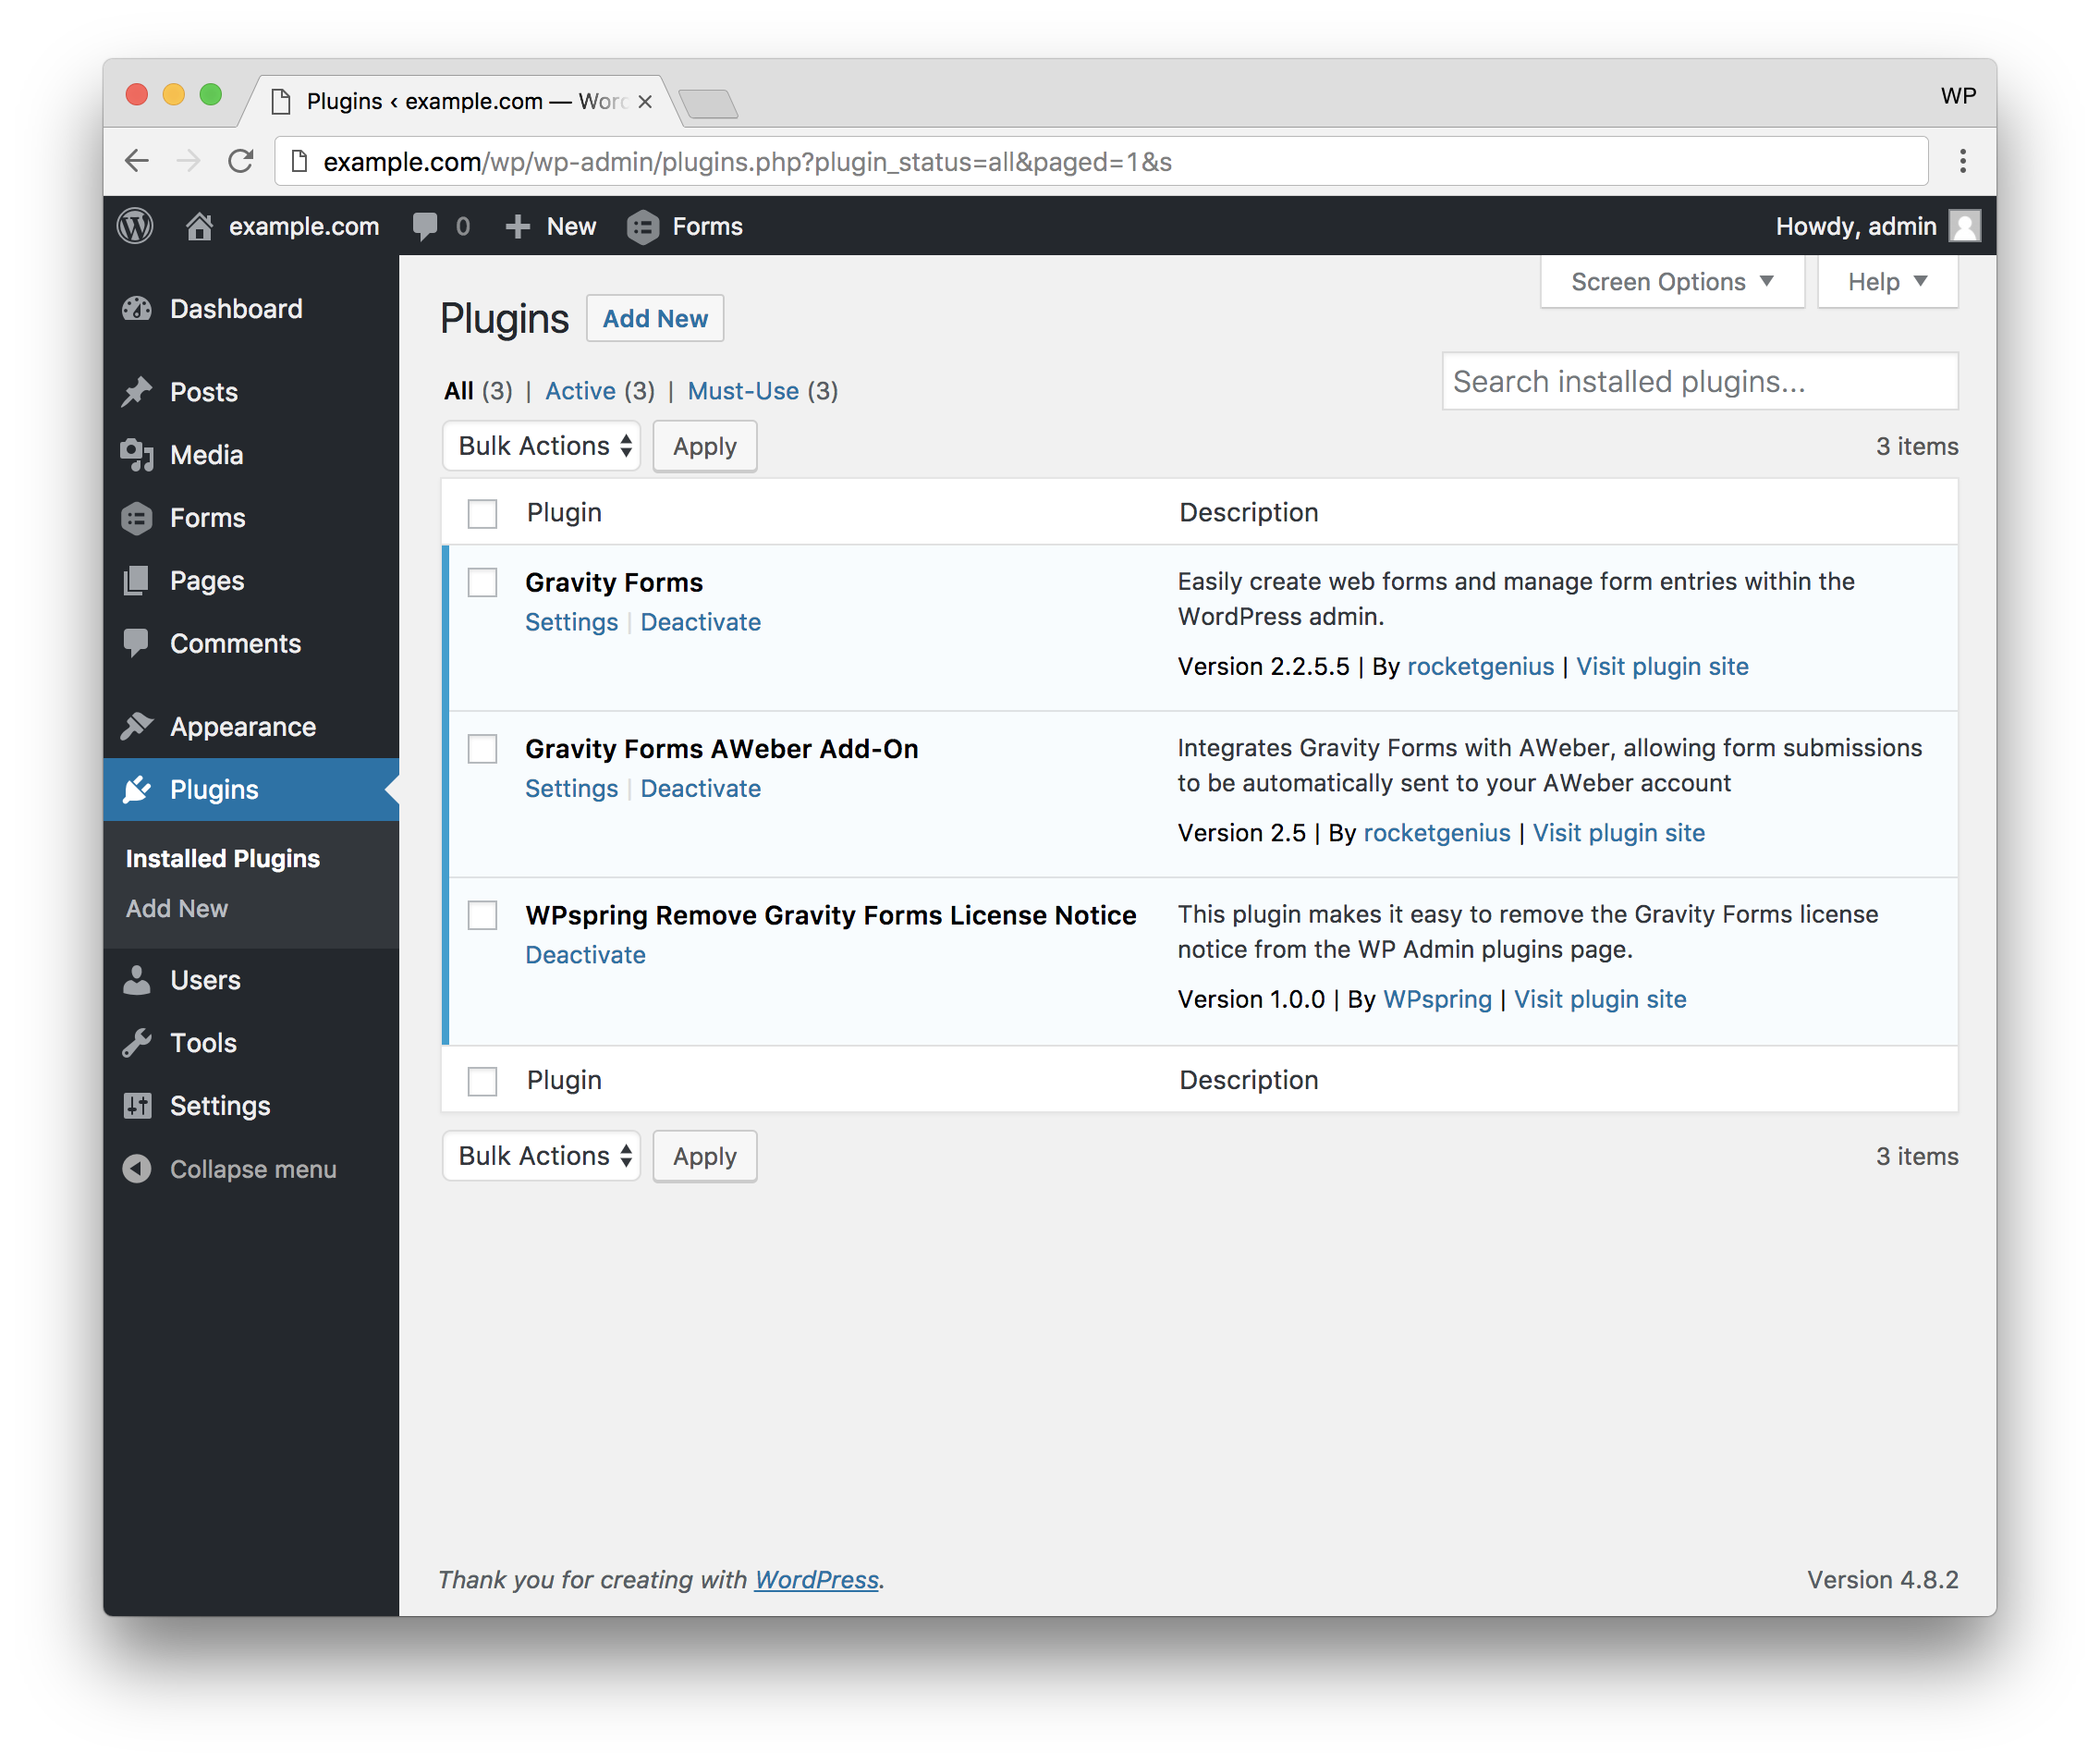 Plugins ‹ example.com — Word
WP
example.com/wp/wp-admin/plugins.php?plugin_status=all&paged=1&s
example.com 0 New Forms Howdy, admin
Screen Options Help
Dashboard
Posts
Media
Forms
Pages
Comments
Appearance
Plugins
Installed Plugins
Add New
Users
Tools
Settings
Collapse menu
Plugins Add New
All (3) | Active (3) | Must-Use (3)
Search installed plugins...
Bulk Actions Apply 3 items
Plugin Description
Gravity Forms
Settings | Deactivate
Easily create web forms and manage form entries within the
WordPress admin.
Version 2.2.5.5 | By rocketgenius | Visit plugin site
Gravity Forms AWeber Add-On
Settings | Deactivate
Integrates Gravity Forms with AWeber, allowing form submissions
to be automatically sent to your AWeber account
Version 2.5 | By rocketgenius | Visit plugin site
WPspring Remove Gravity Forms License Notice
Deactivate
This plugin makes it easy to remove the Gravity Forms license
notice from the WP Admin plugins page.
Version 1.0.0 | By WPspring | Visit plugin site
Plugin Description
Bulk Actions Apply 3 items
Thank you for creating with WordPress.
Version 4.8.2